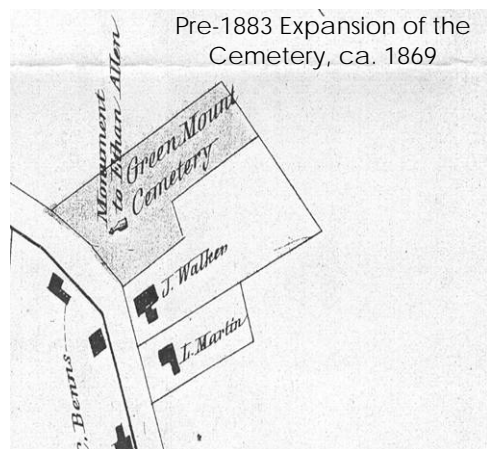 Pre-1883 Expansion of the
Cemetery, ca. 1869
Monument
to Ethan Allen
Green Mount
Cemetery
J. Walker
L. Martin
C. Benns